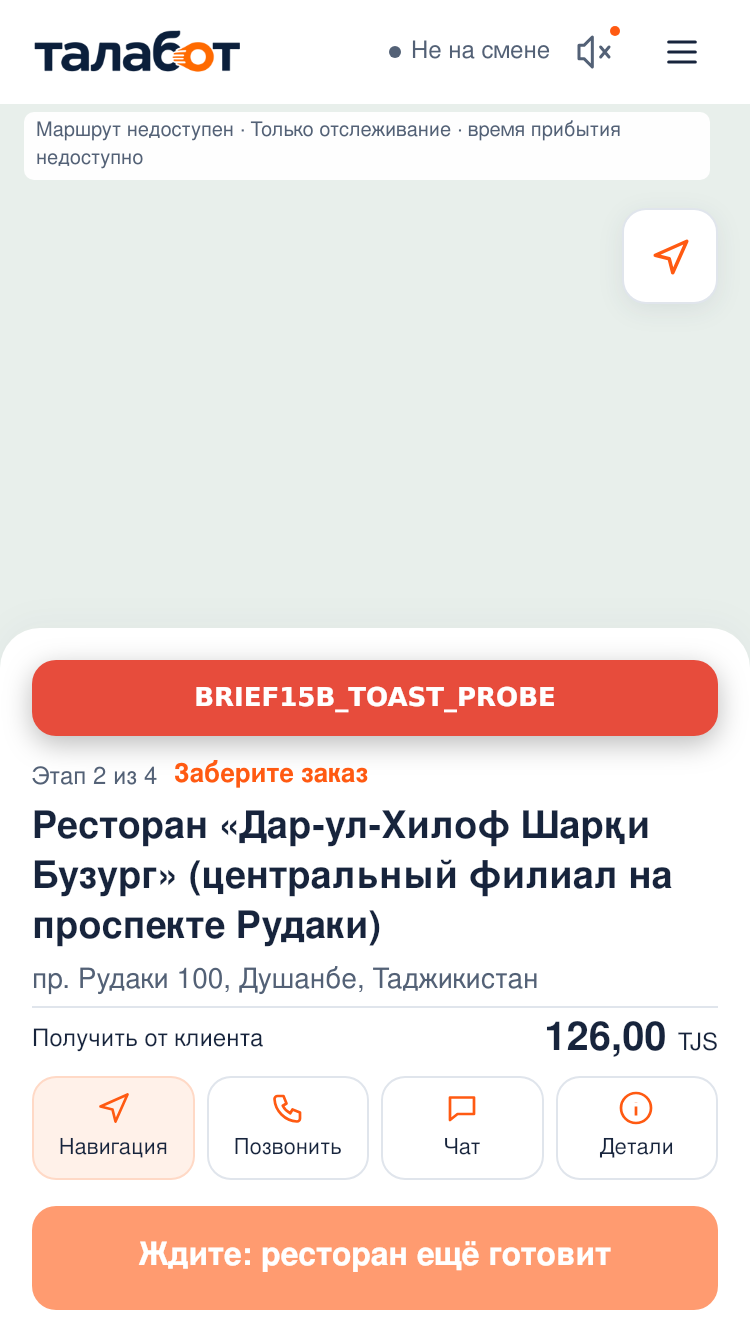 талабот
Не на смене
Маршрут недоступен · Только отслеживание · время прибытия
недоступно
BRIEF15B_TOAST_PROBE
Этап 2 из 4 Заберите заказ
Ресторан «Дар-ул-Хилоф Шарқи
Бузург» (центральный филиал на
проспекте Рудаки)
пр. Рудаки 100, Душанбе, Таджикистан
Получить от клиента 126,00 TJS
Навигация Позвонить Чат Детали
Ждите: ресторан ещё готовит